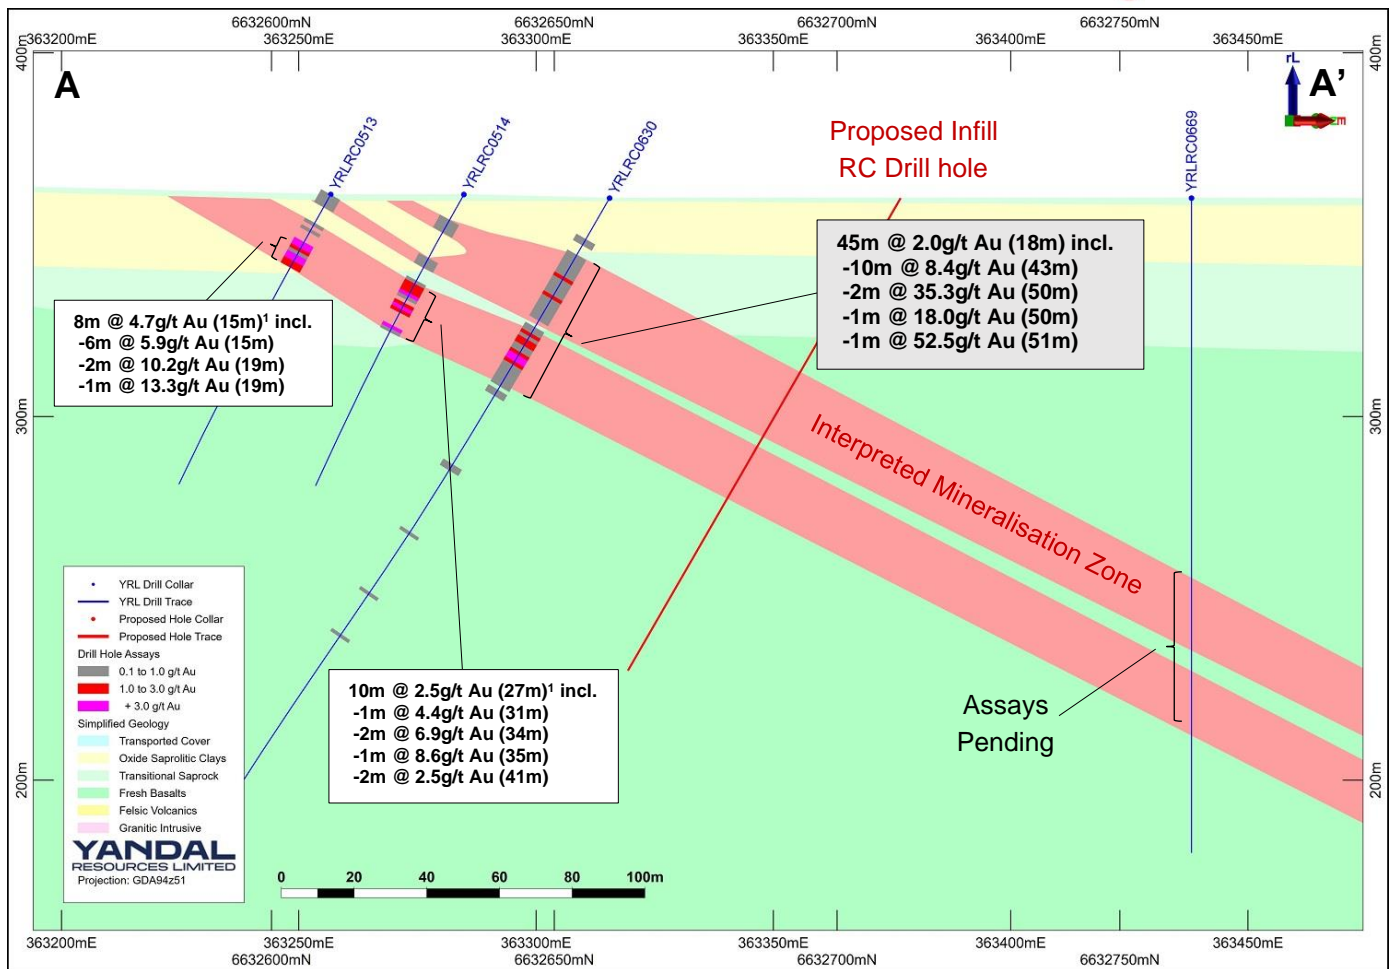 6632600mN 6632650mN 6632700mN 6632750mN
363200mE 363250mE 363300mE 363350mE 363400mE 363450mE
400m
400m
A
A’
rL
YRLRC0513
YRLRC0514
YRLRC0630
YRLRC0669
Proposed Infill
RC Drill hole
45m @ 2.0g/t Au (18m) incl.
-10m @ 8.4g/t Au (43m)
-2m @ 35.3g/t Au (50m)
-1m @ 18.0g/t Au (50m)
-1m @ 52.5g/t Au (51m)
8m @ 4.7g/t Au (15m)¹ incl.
-6m @ 5.9g/t Au (15m)
-2m @ 10.2g/t Au (19m)
-1m @ 13.3g/t Au (19m)
300m
300m
Interpreted Mineralisation Zone
Assays
Pending
10m @ 2.5g/t Au (27m)¹ incl.
-1m @ 4.4g/t Au (31m)
-2m @ 6.9g/t Au (34m)
-1m @ 8.6g/t Au (35m)
-2m @ 2.5g/t Au (41m)
200m
200m
YRL Drill Collar
YRL Drill Trace
Proposed Hole Collar
Proposed Hole Trace
Drill Hole Assays
0.1 to 1.0 g/t Au
1.0 to 3.0 g/t Au
+ 3.0 g/t Au
Simplified Geology
Transported Cover
Oxide Saprolitic Clays
Transitional Saprock
Fresh Basalts
Felsic Volcanics
Granitic Intrusive
YANDAL
RESOURCES LIMITED
Projection: GDA94z51
0 20 40 60 80 100m
363200mE 363250mE 363300mE 363350mE 363400mE 363450mE
6632600mN 6632650mN 6632700mN 6632750mN